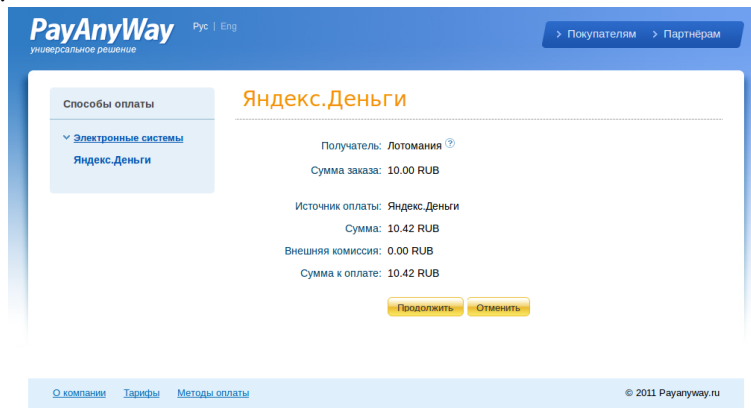 PayAnyWay
универсальное решение
Рус | Eng
> Покупателям > Партнёрам
Способы оплаты
Электронные системы
Яндекс.Деньги
Яндекс.Деньги
Получатель: Лотомания ?
Сумма заказа: 10.00 RUB
Источник оплаты: Яндекс.Деньги
Сумма: 10.42 RUB
Внешняя комиссия: 0.00 RUB
Сумма к оплате: 10.42 RUB
Продолжить Отменить
О компании Тарифы Методы оплаты
© 2011 Payanyway.ru